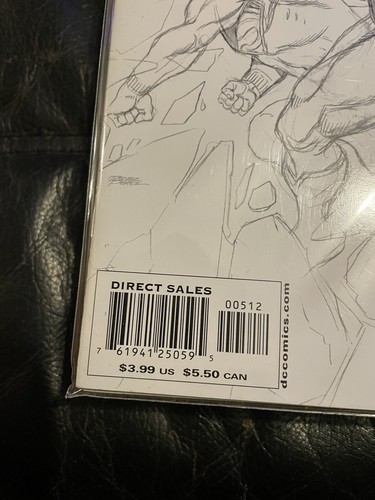 DIRECT SALES
00512
7 61941 25059 5
$3.99 US $5.50 CAN
dccomics.com